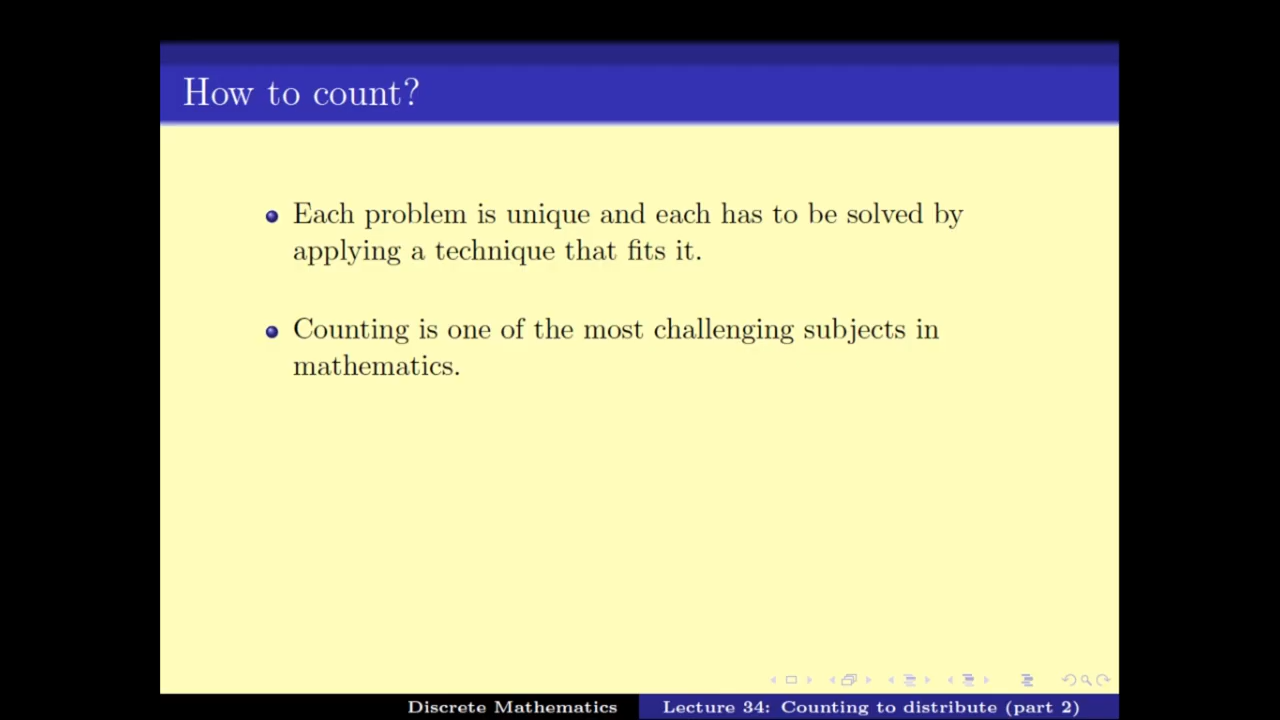 How to count?
Each problem is unique and each has to be solved by
applying a technique that fits it.
Counting is one of the most challenging subjects in
mathematics.
Discrete Mathematics
Lecture 34: Counting to distribute (part 2)